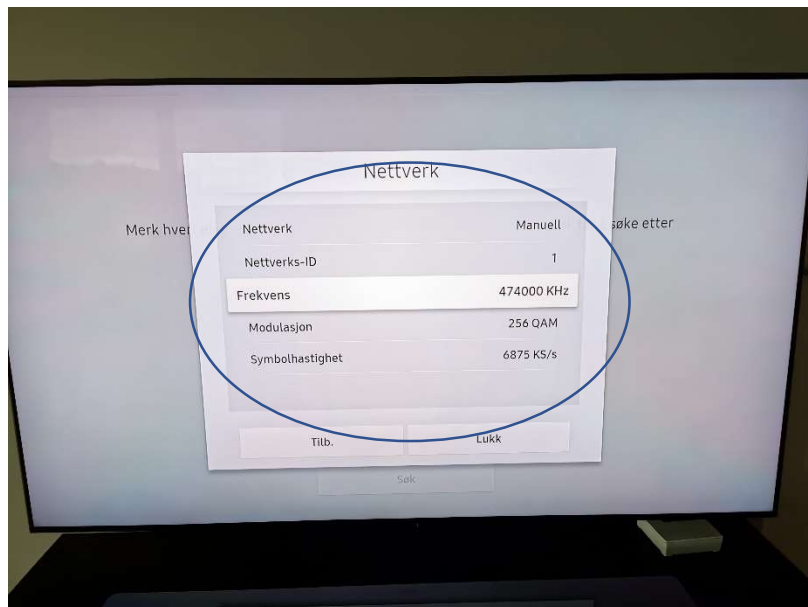 Nettverk
Merk hver
søke etter
Nettverk Manuell
Nettverks-ID 1
Frekvens 474000 KHz
Modulasjon 256 QAM
Symbolhastighet 6875 KS/s
Tilb. Lukk
Søk